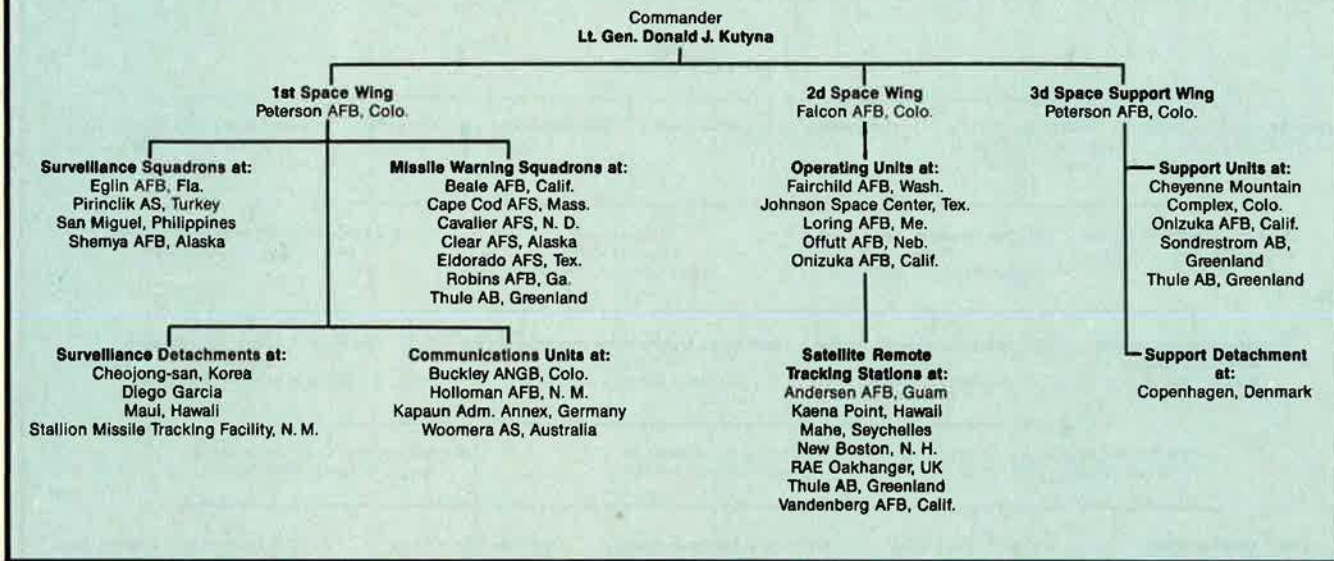 Commander
Lt. Gen. Donald J. Kutyna
1st Space Wing
Peterson AFB, Colo.
Surveillance Squadrons at:
Eglin AFB, Fla.
Pirinclik AS, Turkey
San Miguel, Philippines
Shemya AFB, Alaska
Missile Warning Squadrons at:
Beale AFB, Calif.
Cape Cod AFS, Mass.
Cavalier AFS, N. D.
Clear AFS, Alaska
Eldorado AFS, Tex.
Robins AFB, Ga.
Thule AB, Greenland
Surveillance Detachments at:
Cheojong-san, Korea
Diego Garcia
Maui, Hawaii
Stallion Missile Tracking Facility, N. M.
Communications Units at:
Buckley ANGB, Colo.
Holloman AFB, N. M.
Kapaun Adm. Annex, Germany
Woomera AS, Australia
2d Space Wing
Falcon AFB, Colo.
Operating Units at:
Fairchild AFB, Wash.
Johnson Space Center, Tex.
Loring AFB, Me.
Offutt AFB, Neb.
Onizuka AFB, Calif.
Satellite Remote
Tracking Stations at:
Andersen AFB, Guam
Kaena Point, Hawaii
Mahe, Seychelles
New Boston, N. H.
RAE Oakhanger, UK
Thule AB, Greenland
Vandenberg AFB, Calif.
3d Space Support Wing
Peterson AFB, Colo.
Support Units at:
Cheyenne Mountain
Complex, Colo.
Onizuka AFB, Calif.
Sondrestrom AB,
Greenland
Thule AB, Greenland
Support Detachment
at:
Copenhagen, Denmark